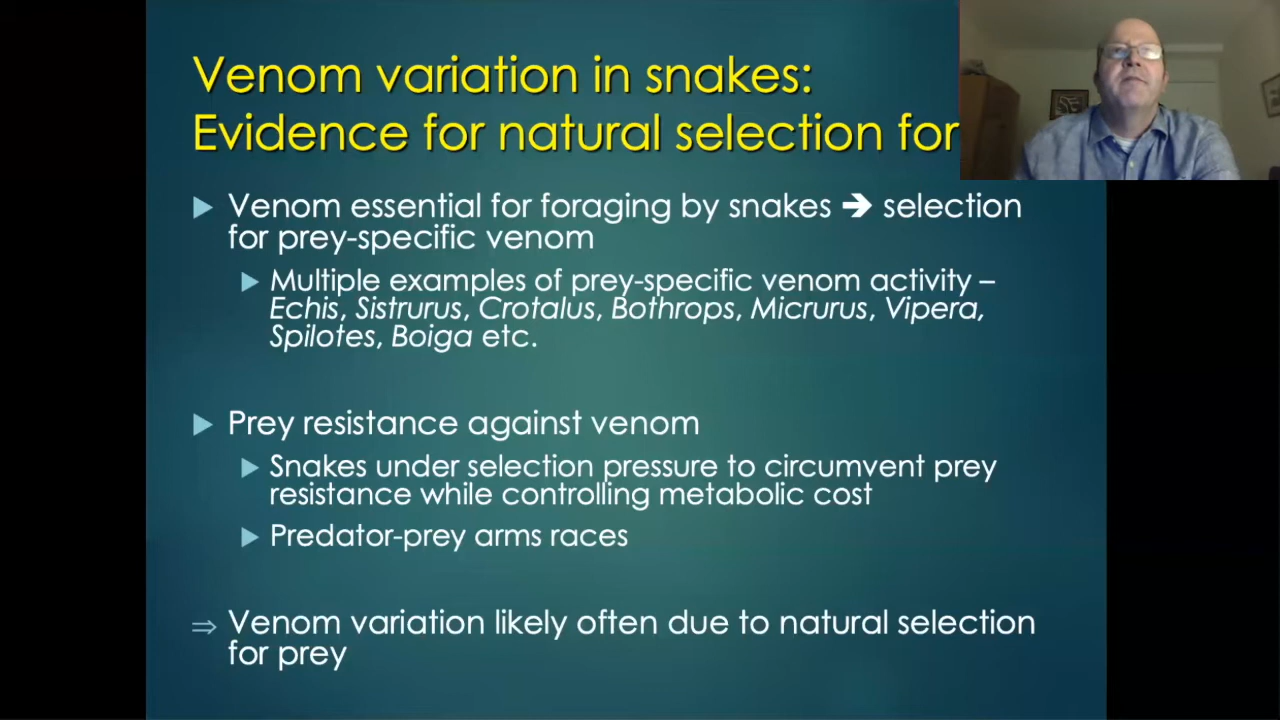 Venom variation in snakes:
Evidence for natural selection for
▶ Venom essential for foraging by snakes ➔ selection
for prey-specific venom
▶ Multiple examples of prey-specific venom activity –
Echis, Sistrurus, Crotalus, Bothrops, Micrurus, Vipera,
Spilotes, Boiga etc.
▶ Prey resistance against venom
▶ Snakes under selection pressure to circumvent prey
resistance while controlling metabolic cost
▶ Predator-prey arms races
⇒ Venom variation likely often due to natural selection
for prey